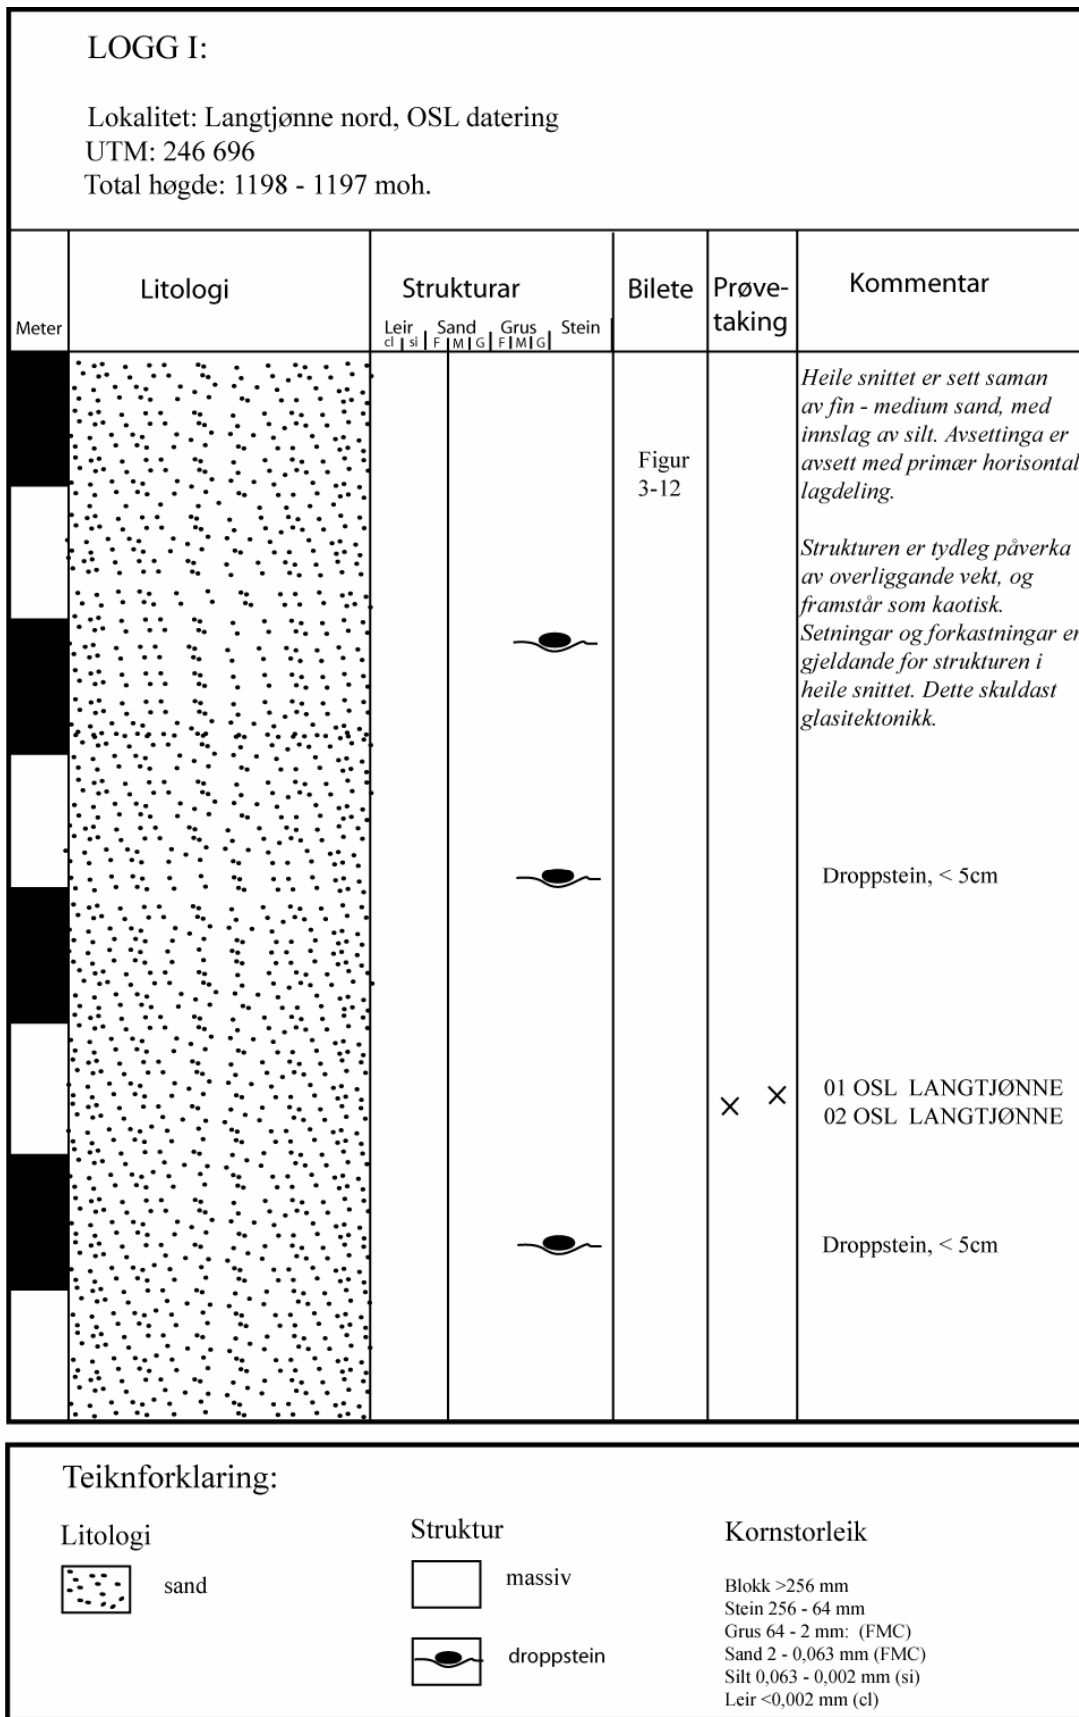 LOGG I:
Lokalitet: Langtjønne nord, OSL datering
UTM: 246 696
Total høgde: 1198 - 1197 moh.
Meter
Litologi
Strukturar
Leir Sand Grus Stein
cl si F M G F M G
Bilete
Prøve-
taking
Kommentar
Heile snittet er sett saman
av fin - medium sand, med
innslag av silt. Avsettinga er
avsett med primær horisontal
lagdeling.
Figur
3-12
Strukturen er tydleg påverka
av overliggande vekt, og
framstår som kaotisk.
Setningar og forkastningar er
gjeldande for strukturen i
heile snittet. Dette skuldast
glasitektonikk.
Droppstein, < 5cm
01 OSL LANGTJØNNE
02 OSL LANGTJØNNE
Droppstein, < 5cm
Teiknforklaring:
Litologi
sand
Struktur
massiv
droppstein
Kornstorleik
Blokk >256 mm
Stein 256 - 64 mm
Grus 64 - 2 mm: (FMC)
Sand 2 - 0,063 mm (FMC)
Silt 0,063 - 0,002 mm (si)
Leir <0,002 mm (cl)